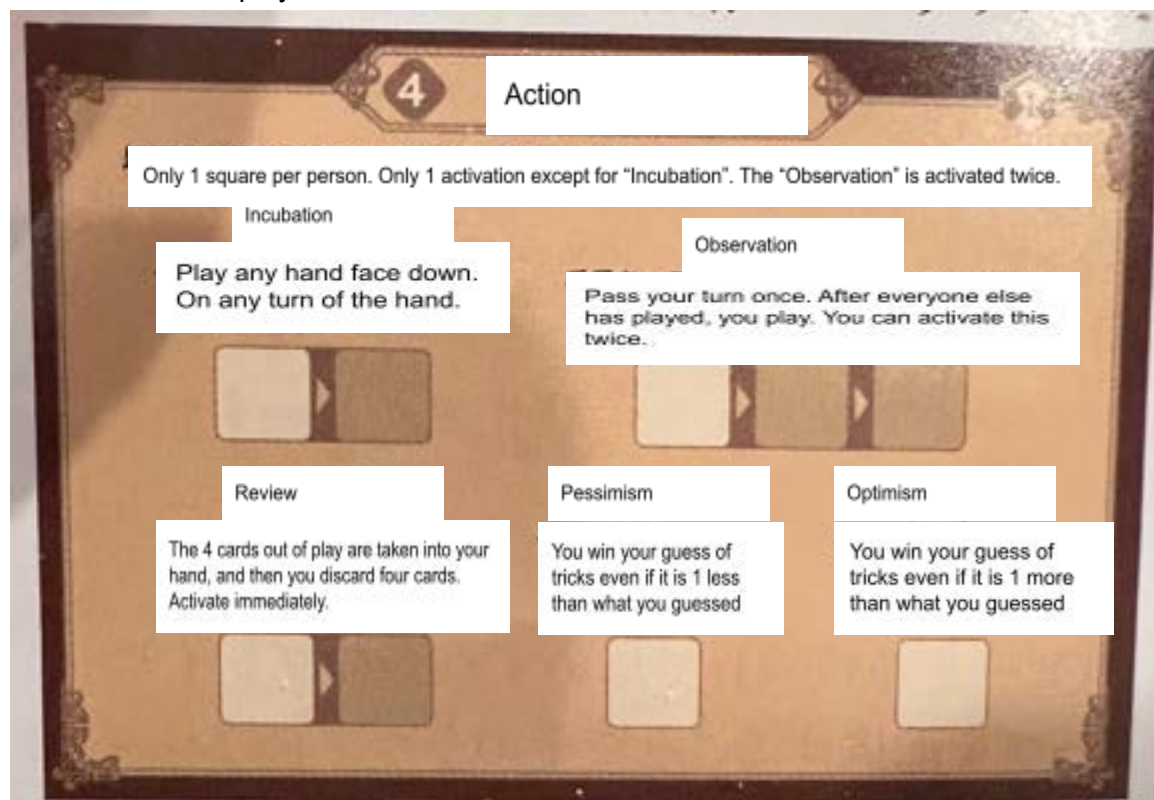 4
Action
Only 1 square per person. Only 1 activation except for “Incubation”. The “Observation” is activated twice.
Incubation
Play any hand face down.
On any turn of the hand.
Observation
Pass your turn once. After everyone else
has played, you play. You can activate this
twice.
Review
The 4 cards out of play are taken into your
hand, and then you discard four cards.
Activate immediately.
Pessimism
You win your guess of
tricks even if it is 1 less
than what you guessed
Optimism
You win your guess of
tricks even if it is 1 more
than what you guessed